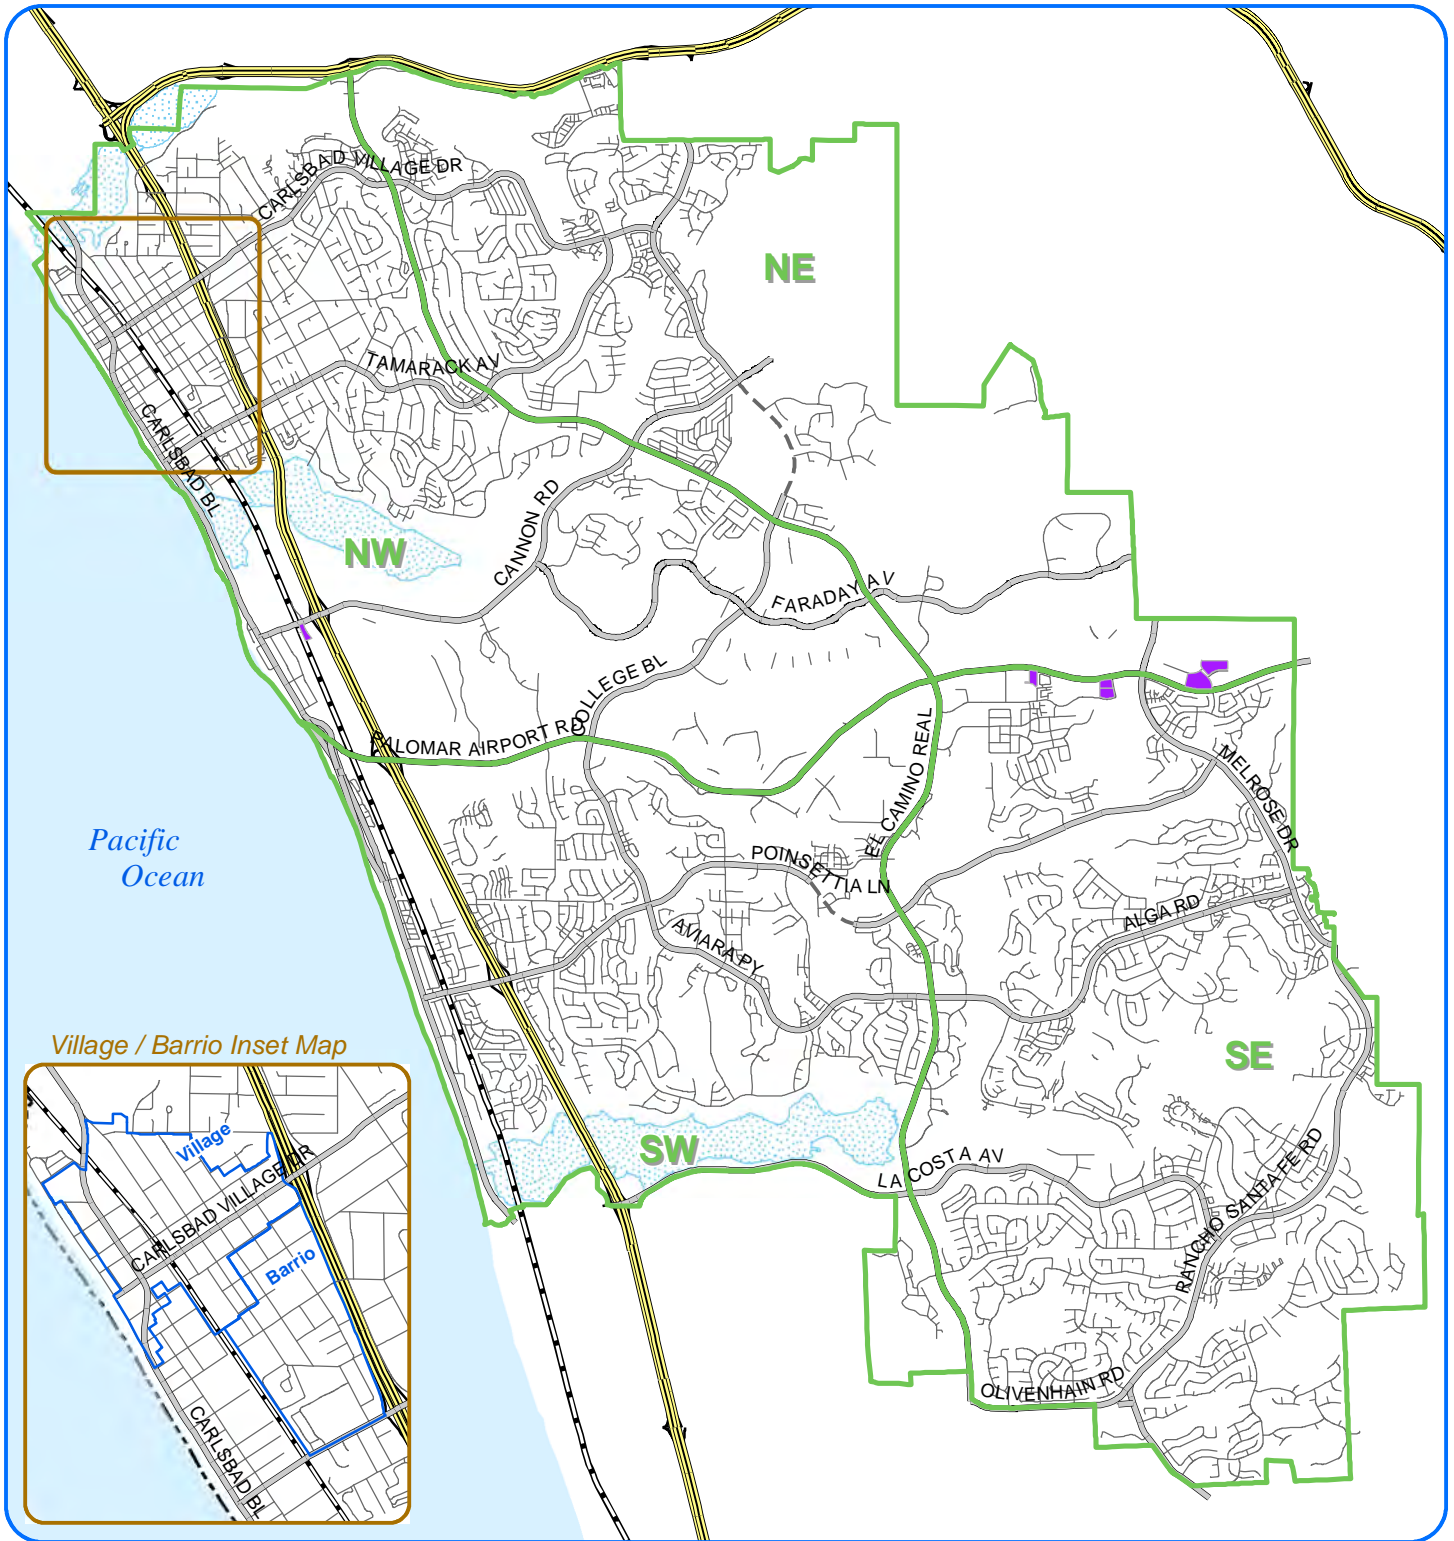 CARLSBAD VILLAGE DR
NE
TAMARACK AV
CARLSBAD BL
NW
CANNON RD
FARADAY AV
COLLEGE BL
PALOMAR AIRPORT RD
EL CAMINO REAL
MELROSE DR
Pacific
Ocean
POINSETTIA LN
ALGA RD
AVIARA PY
SE
SW
LA COSTA AV
RANCHO SANTA FE RD
OLIVENHAIN RD
Village / Barrio Inset Map
Village
CARLSBAD VILLAGE DR
Barrio
CARLSBAD BL